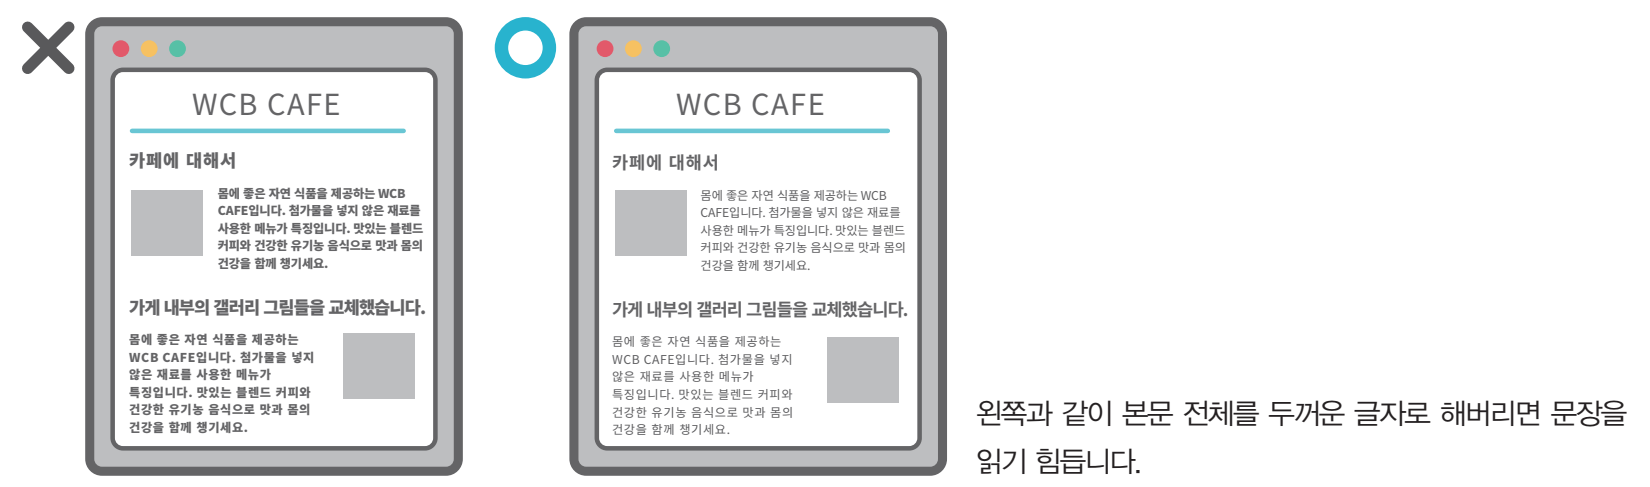 WCB CAFE
카페에 대해서
몸에 좋은 자연 식품을 제공하는 WCB
CAFE입니다. 첨가물을 넣지 않은 재료를
사용한 메뉴가 특징입니다. 맛있는 블렌드
커피와 건강한 유기농 음식으로 맛과 몸의
건강을 함께 챙기세요.
가게 내부의 갤러리 그림들을 교체했습니다.
몸에 좋은 자연 식품을 제공하는
WCB CAFE입니다. 첨가물을 넣지
않은 재료를 사용한 메뉴가
특징입니다. 맛있는 블렌드 커피와
건강한 유기농 음식으로 맛과 몸의
건강을 함께 챙기세요.
WCB CAFE
카페에 대해서
몸에 좋은 자연 식품을 제공하는 WCB
CAFE입니다. 첨가물을 넣지 않은 재료를
사용한 메뉴가 특징입니다. 맛있는 블렌드
커피와 건강한 유기농 음식으로 맛과 몸의
건강을 함께 챙기세요.
가게 내부의 갤러리 그림들을 교체했습니다.
몸에 좋은 자연 식품을 제공하는
WCB CAFE입니다. 첨가물을 넣지
않은 재료를 사용한 메뉴가
특징입니다. 맛있는 블렌드 커피와
건강한 유기농 음식으로 맛과 몸의
건강을 함께 챙기세요.
왼쪽과 같이 본문 전체를 두꺼운 글자로 해버리면 문장을
읽기 힘듭니다.